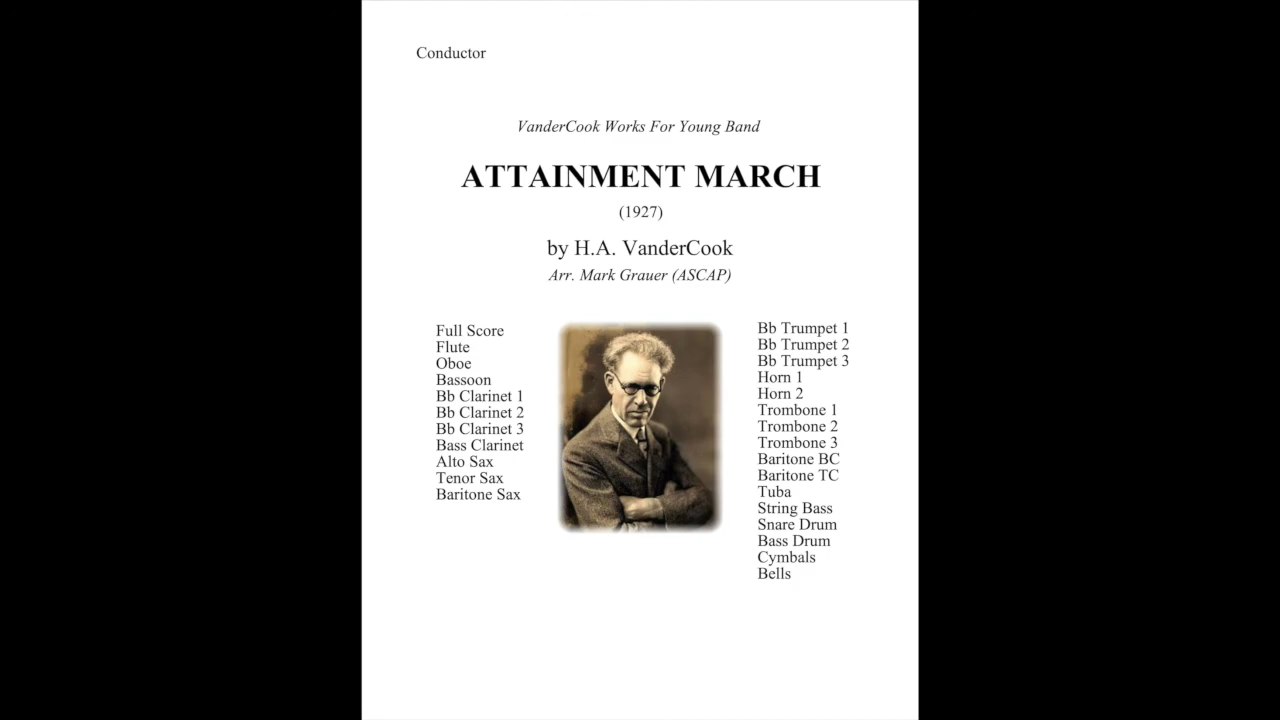 Conductor
VanderCook Works For Young Band
ATTAINMENT MARCH
(1927)
by H.A. VanderCook
Arr. Mark Grauer (ASCAP)
Full Score
Flute
Oboe
Bassoon
Bb Clarinet 1
Bb Clarinet 2
Bb Clarinet 3
Bass Clarinet
Alto Sax
Tenor Sax
Baritone Sax
Bb Trumpet 1
Bb Trumpet 2
Bb Trumpet 3
Horn 1
Horn 2
Trombone 1
Trombone 2
Trombone 3
Baritone BC
Baritone TC
Tuba
String Bass
Snare Drum
Bass Drum
Cymbals
Bells